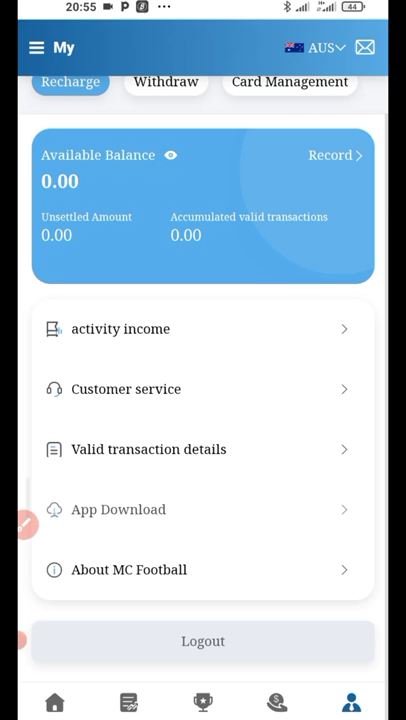 20:55
44
My
AUS
Recharge
Withdraw
Card Management
Available Balance
Record
0.00
Unsettled Amount
Accumulated valid transactions
0.00
0.00
activity income
Customer service
Valid transaction details
App Download
About MC Football
Logout